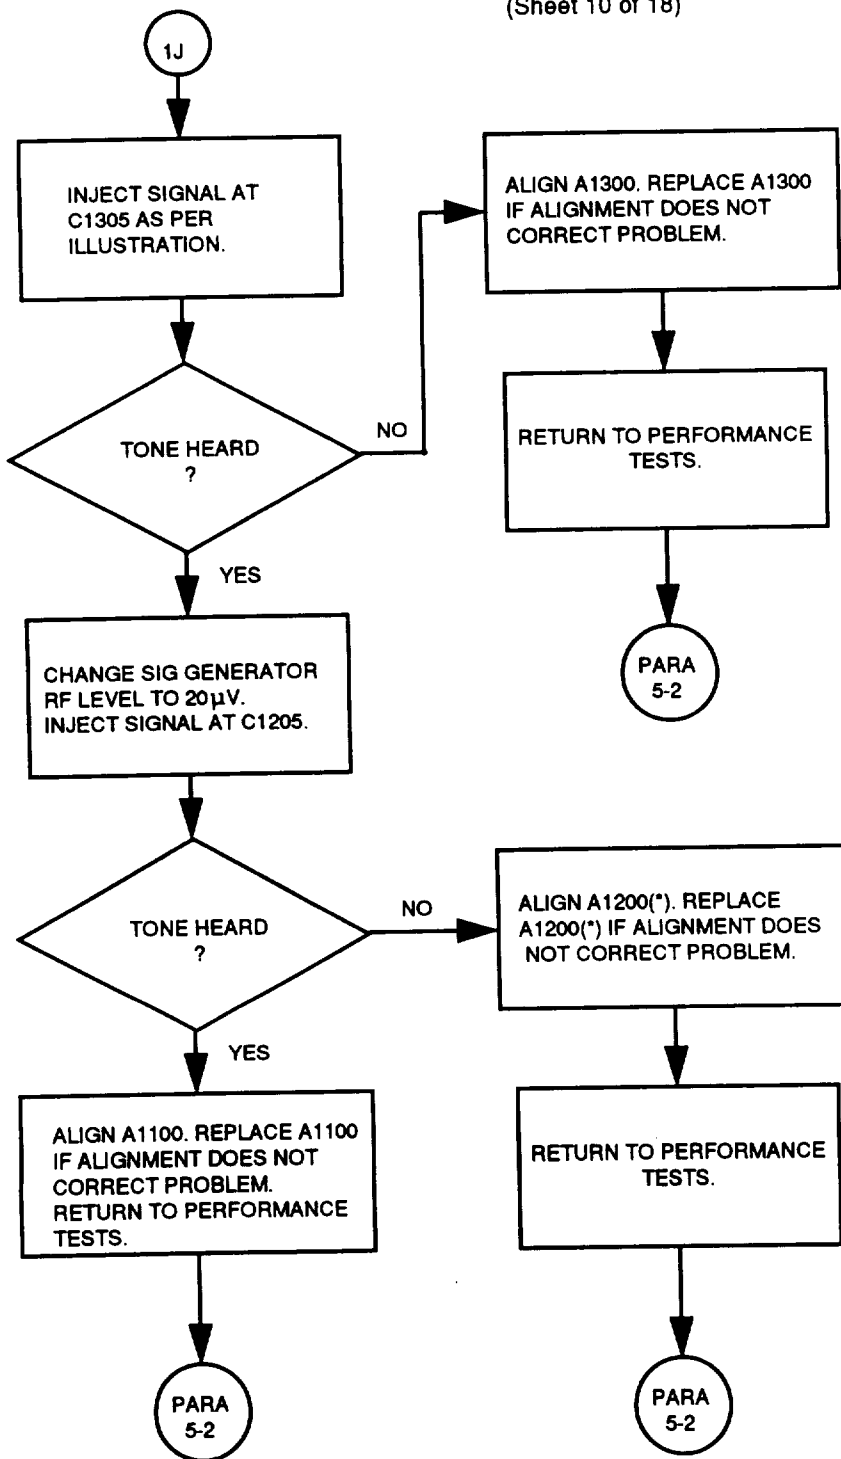 (Sheet 10 of 18)
1J
INJECT SIGNAL AT
C1305 AS PER
ILLUSTRATION.
ALIGN A1300. REPLACE A1300
IF ALIGNMENT DOES NOT
CORRECT PROBLEM.
TONE HEARD
?
NO
RETURN TO PERFORMANCE
TESTS.
YES
PARA
5-2
CHANGE SIG GENERATOR
RF LEVEL TO 20µV.
INJECT SIGNAL AT C1205.
TONE HEARD
?
NO
ALIGN A1200(*). REPLACE
A1200(*) IF ALIGNMENT DOES
NOT CORRECT PROBLEM.
YES
ALIGN A1100. REPLACE A1100
IF ALIGNMENT DOES NOT
CORRECT PROBLEM.
RETURN TO PERFORMANCE
TESTS.
RETURN TO PERFORMANCE
TESTS.
PARA
5-2
PARA
5-2